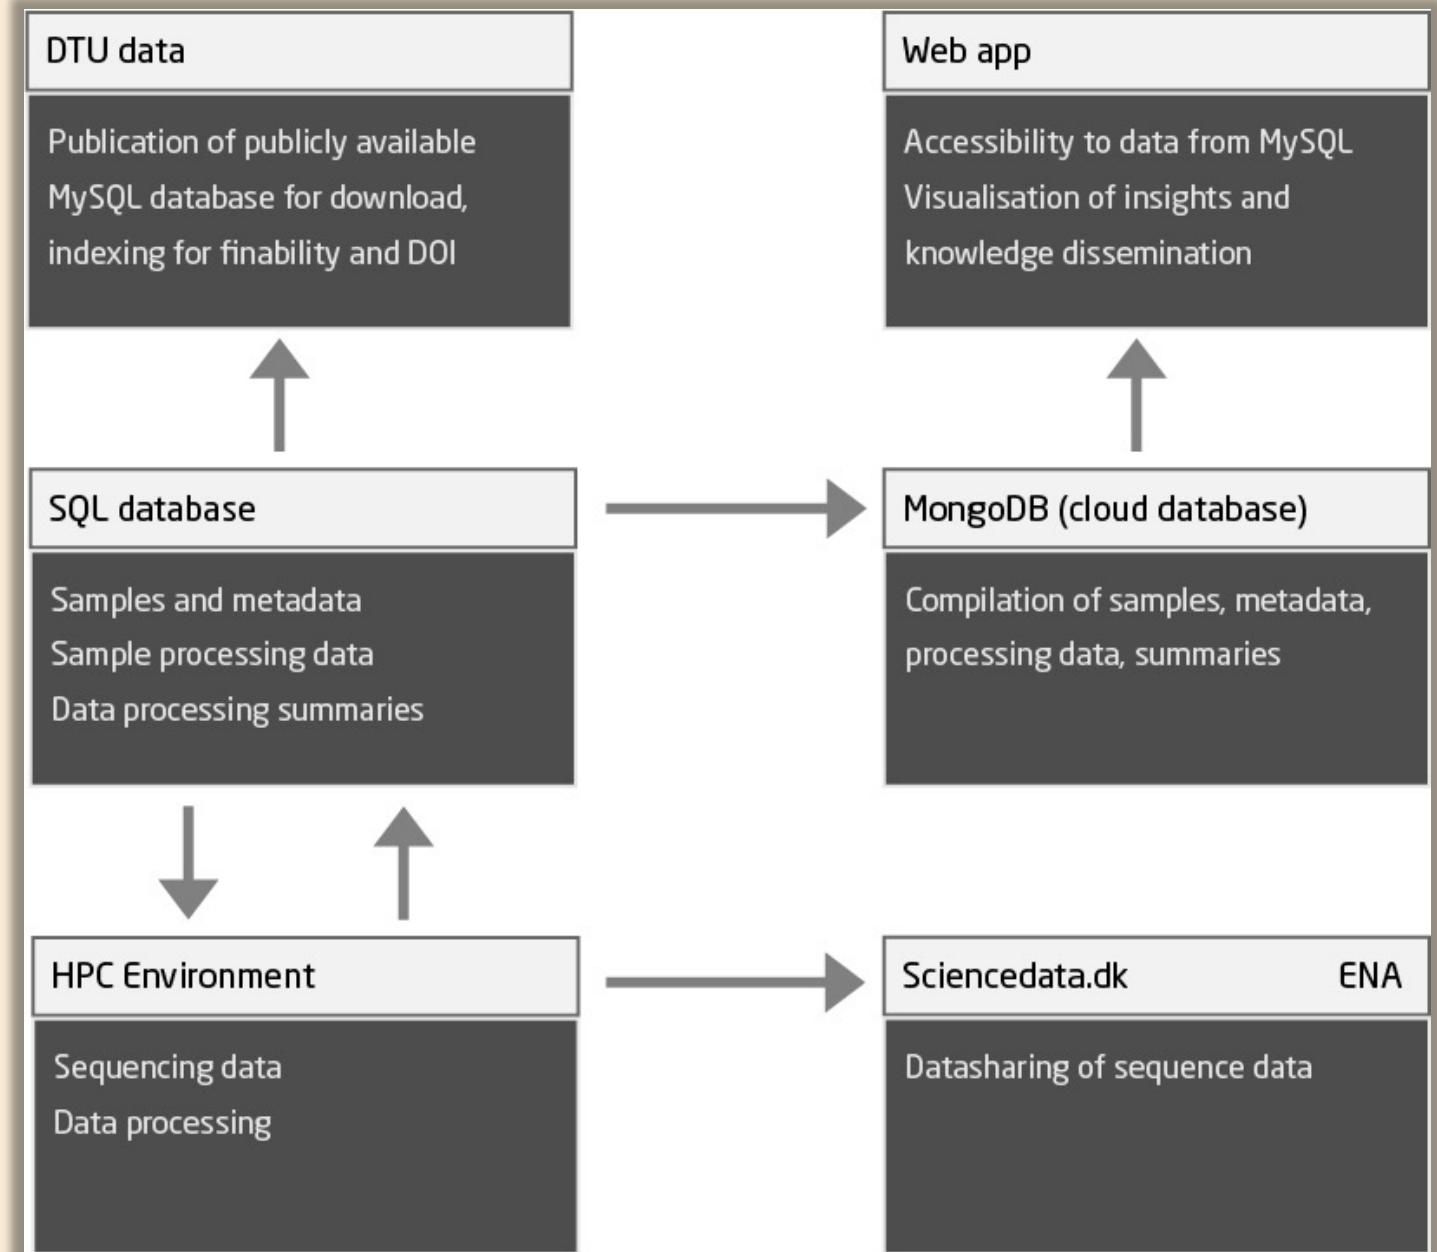 DTU data
Publication of publicly available
MySQL database for download,
indexing for finability and DOI
Web app
Accessibility to data from MySQL
Visualisation of insights and
knowledge dissemination
SQL database
Samples and metadata
Sample processing data
Data processing summaries
MongoDB (cloud database)
Compilation of samples, metadata,
processing data, summaries
HPC Environment
Sequencing data
Data processing
Sciencedata.dk ENA
Datasharing of sequence data